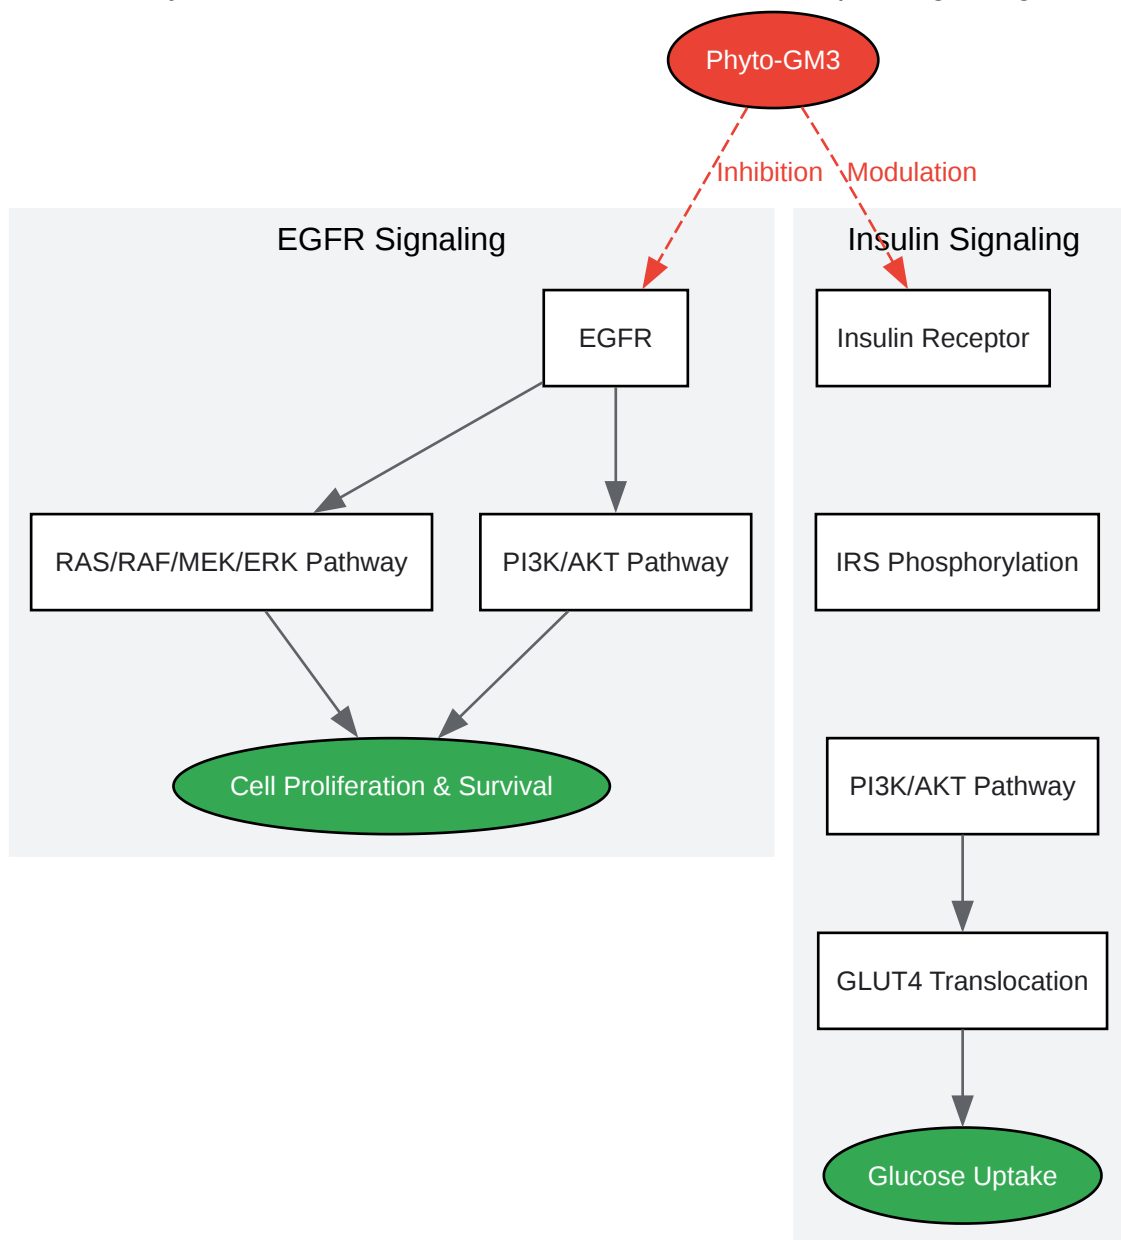 Phyto-GM3
Inhibition
Modulation
EGFR Signaling
Insulin Signaling
EGFR
Insulin Receptor
RAS/RAF/MEK/ERK Pathway
PI3K/AKT Pathway
IRS Phosphorylation
Cell Proliferation & Survival
PI3K/AKT Pathway
GLUT4 Translocation
Glucose Uptake